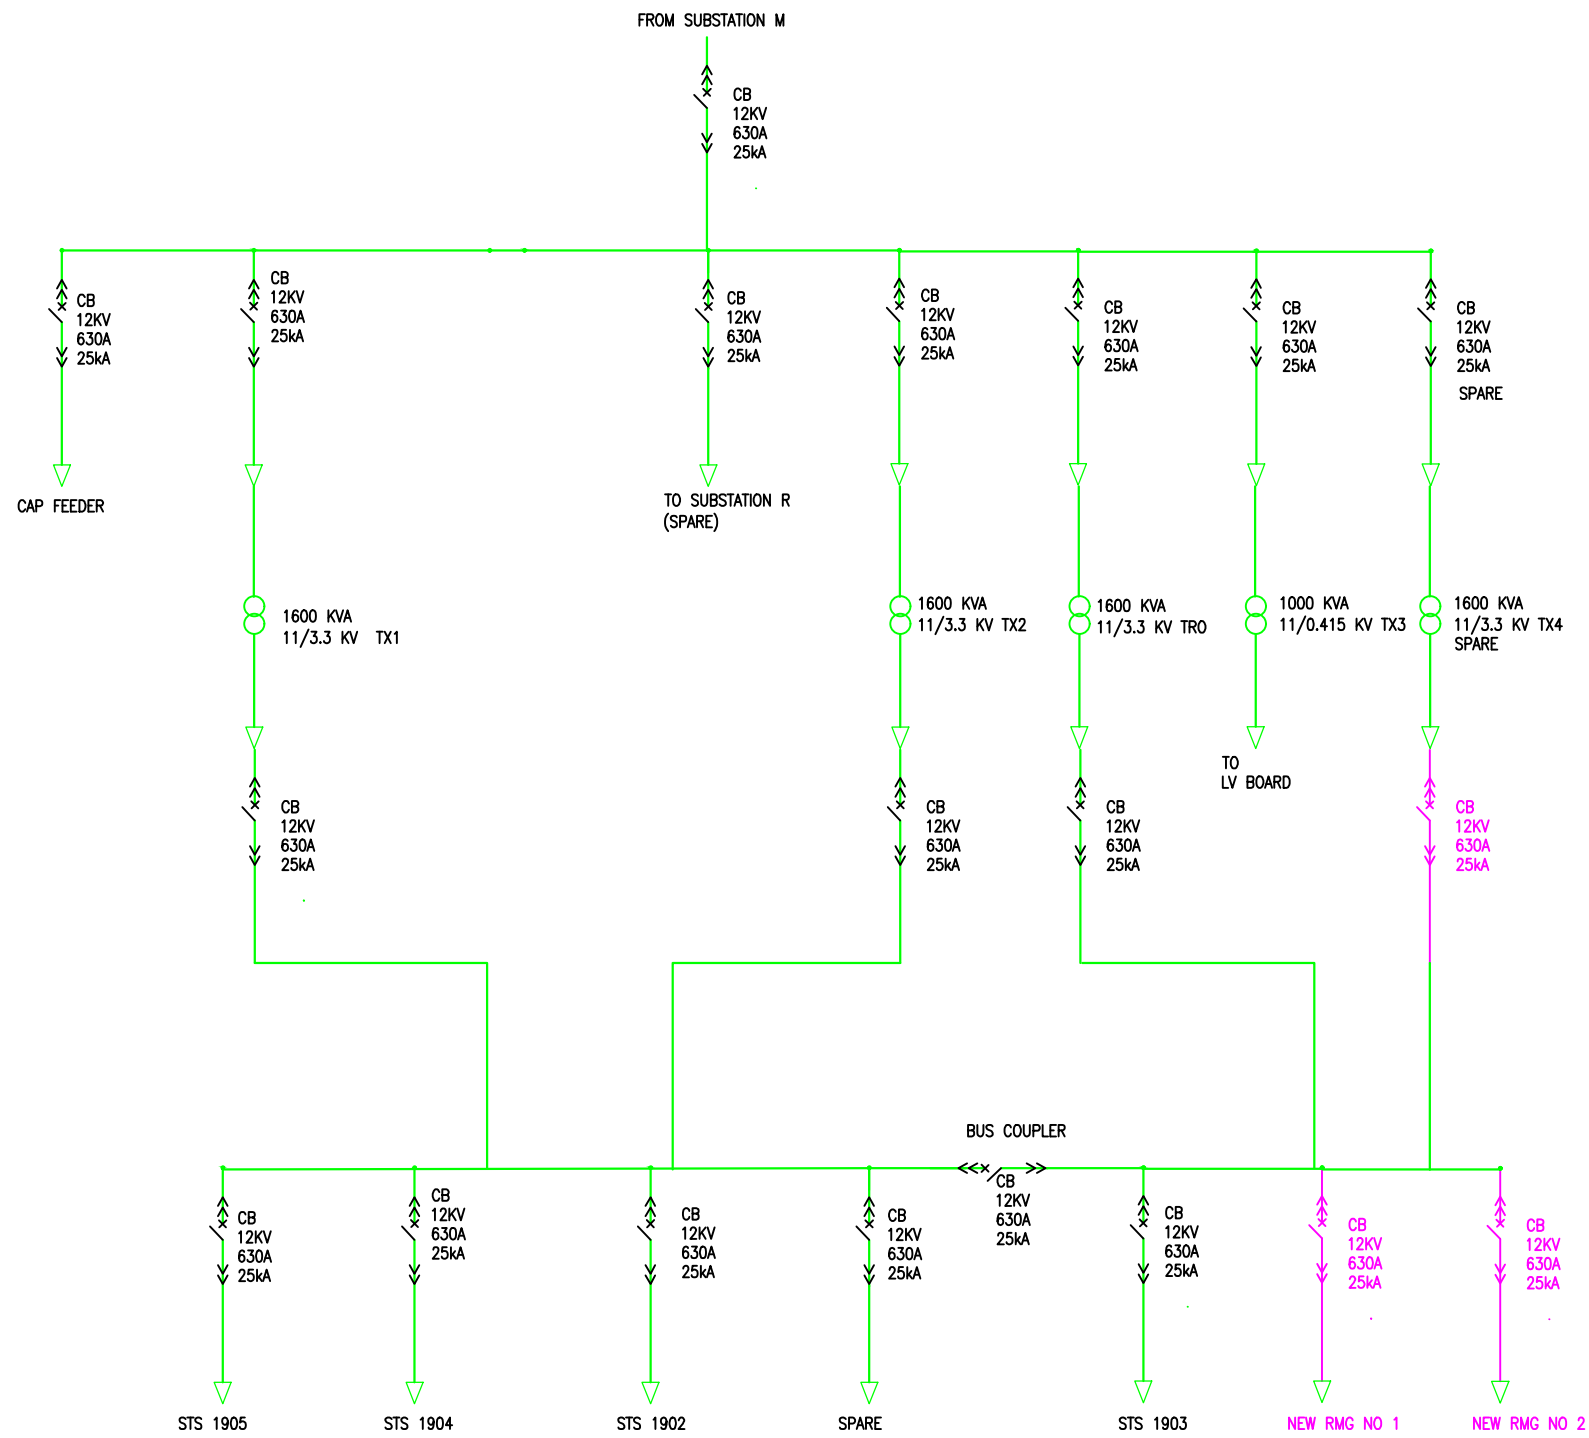 FROM SUBSTATION M
CB
12KV
630A
25kA
CB
12KV
630A
25kA
CB
12KV
630A
25kA
CB
12KV
630A
25kA
CB
12KV
630A
25kA
CB
12KV
630A
25kA
CB
12KV
630A
25kA
CB
12KV
630A
25kA
SPARE
CAP FEEDER
TO SUBSTATION R
(SPARE)
1600 KVA
11/3.3 KV TX1
1600 KVA
11/3.3 KV TX2
1600 KVA
11/3.3 KV TRO
1000 KVA
11/0.415 KV TX3
1600 KVA
11/3.3 KV TX4
SPARE
TO
LV BOARD
CB
12KV
630A
25kA
CB
12KV
630A
25kA
CB
12KV
630A
25kA
CB
12KV
630A
25kA
BUS COUPLER
CB
12KV
630A
25kA
CB
12KV
630A
25kA
CB
12KV
630A
25kA
CB
12KV
630A
25kA
CB
12KV
630A
25kA
CB
12KV
630A
25kA
CB
12KV
630A
25kA
CB
12KV
630A
25kA
STS 1905
STS 1904
STS 1902
SPARE
STS 1903
NEW RMG NO 1
NEW RMG NO 2